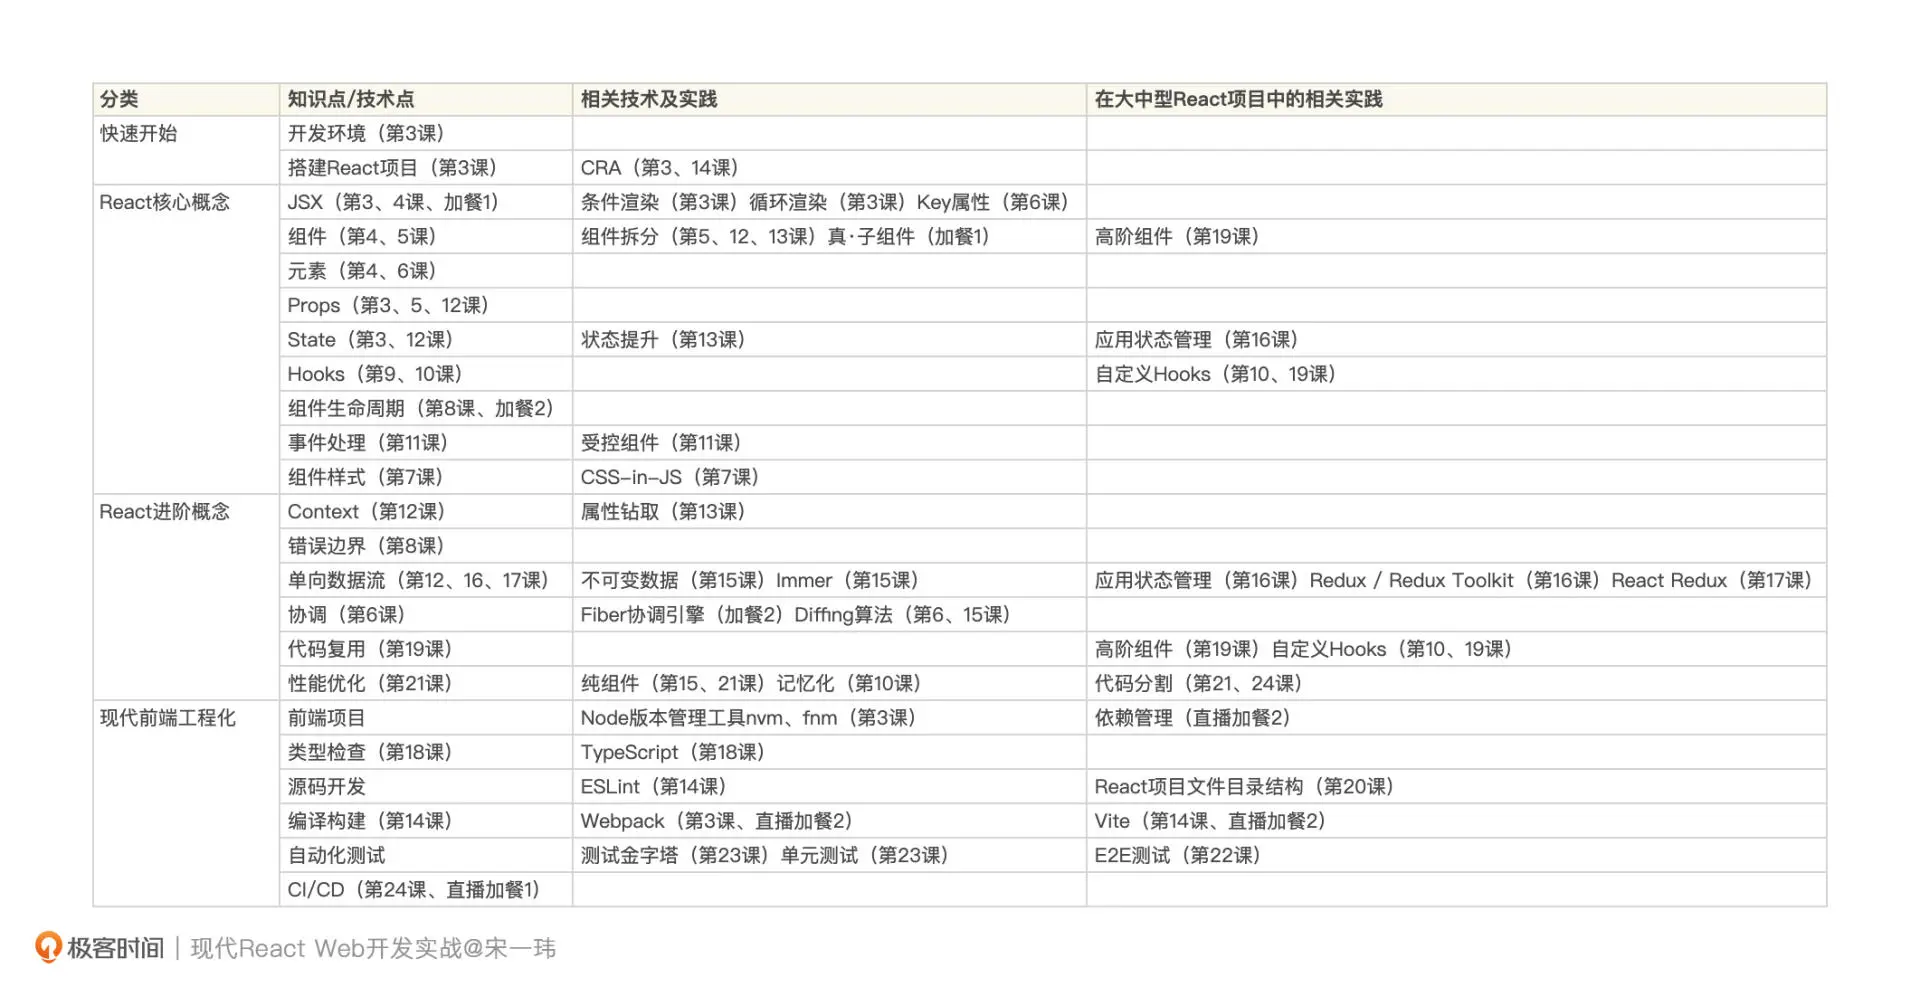 分类 知识点/技术点 相关技术及实践 在大中型React项目中的相关实践
快速开始 开发环境（第3课）
搭建React项目（第3课） CRA（第3、14课）
React核心概念 JSX（第3、4课、加餐1） 条件渲染（第3课）循环渲染（第3课）Key属性（第6课）
组件（第4、5课） 组件拆分（第5、12、13课）真·子组件（加餐1） 高阶组件（第19课）
元素（第4、6课）
Props（第3、5、12课）
State（第3、12课） 状态提升（第13课） 应用状态管理（第16课）
Hooks（第9、10课） 自定义Hooks（第10、19课）
组件生命周期（第8课、加餐2）
事件处理（第11课） 受控组件（第11课）
组件样式（第7课） CSS-in-JS（第7课）
React进阶概念 Context（第12课） 属性钻取（第13课）
错误边界（第8课）
单向数据流（第12、16、17课） 不可变数据（第15课）Immer（第15课） 应用状态管理（第16课）Redux / Redux Toolkit（第16课）React Redux（第17课）
协调（第6课） Fiber协调引擎（加餐2）Diffing算法（第6、15课）
代码复用（第19课） 高阶组件（第19课）自定义Hooks（第10、19课）
性能优化（第21课） 纯组件（第15、21课）记忆化（第10课） 代码分割（第21、24课）
现代前端工程化 前端项目 Node版本管理工具nvm、fnm（第3课） 依赖管理（直播加餐2）
类型检查（第18课） TypeScript（第18课）
源码开发 ESLint（第14课） React项目文件目录结构（第20课）
编译构建（第14课） Webpack（第3课、直播加餐2） Vite（第14课、直播加餐2）
自动化测试 测试金字塔（第23课）单元测试（第23课） E2E测试（第22课）
CI/CD（第24课、直播加餐1）
极客时间 | 现代React Web开发实战@宋一玮